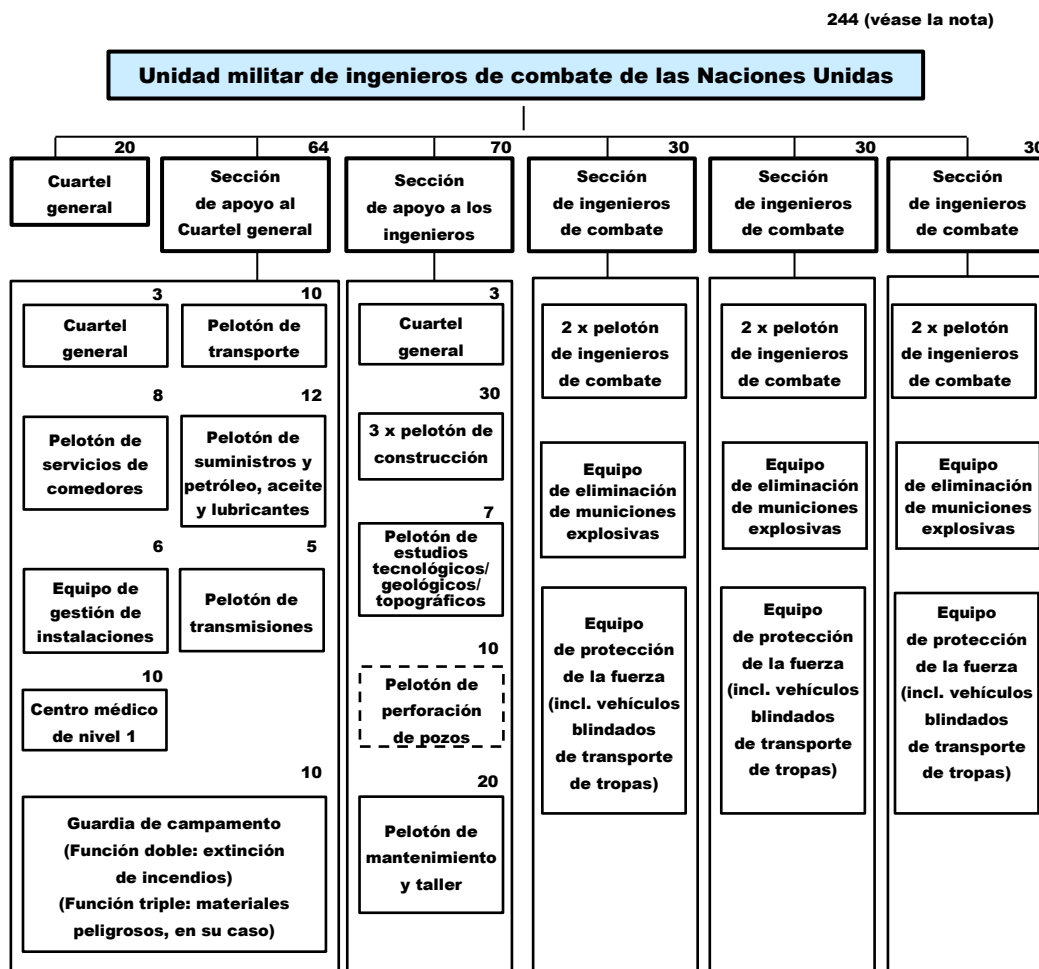 244 (véase la nota)
Unidad militar de ingenieros de combate de las Naciones Unidas
20
Cuartel
general
64
Sección
de apoyo al
Cuartel general
70
Sección
de apoyo a los
ingenieros
30
Sección
de ingenieros
de combate
30
Sección
de ingenieros
de combate
30
Sección
de ingenieros
de combate
3
Cuartel
general
10
Pelotón de
transporte
8
Pelotón de
servicios de
comedores
12
Pelotón de
suministros y
petróleo, aceite
y lubricantes
6
Equipo de
gestión de
instalaciones
5
Pelotón de
transmisiones
10
Centro médico
de nivel 1
10
Guardia de campamento
(Función doble: extinción
de incendios)
(Función triple: materiales
peligrosos, en su caso)
3
Cuartel
general
30
3 x pelotón de
construcción
7
Pelotón de
estudios
tecnológicos/
geológicos/
topográficos
10
Pelotón de
perforación
de pozos
20
Pelotón de
mantenimiento
y taller
2 x pelotón
de ingenieros
de combate
Equipo
de eliminación
de municiones
explosivas
Equipo
de protección
de la fuerza
(incl. vehículos
blindados
de transporte
de tropas)
2 x pelotón
de ingenieros
de combate
Equipo
de eliminación
de municiones
explosivas
Equipo
de protección
de la fuerza
(incl. vehículos
blindados
de transporte
de tropas)
2 x pelotón
de ingenieros
de combate
Equipo
de eliminación
de municiones
explosivas
Equipo
de protección
de la fuerza
(incl. vehículos
blindados
de transporte
de tropas)